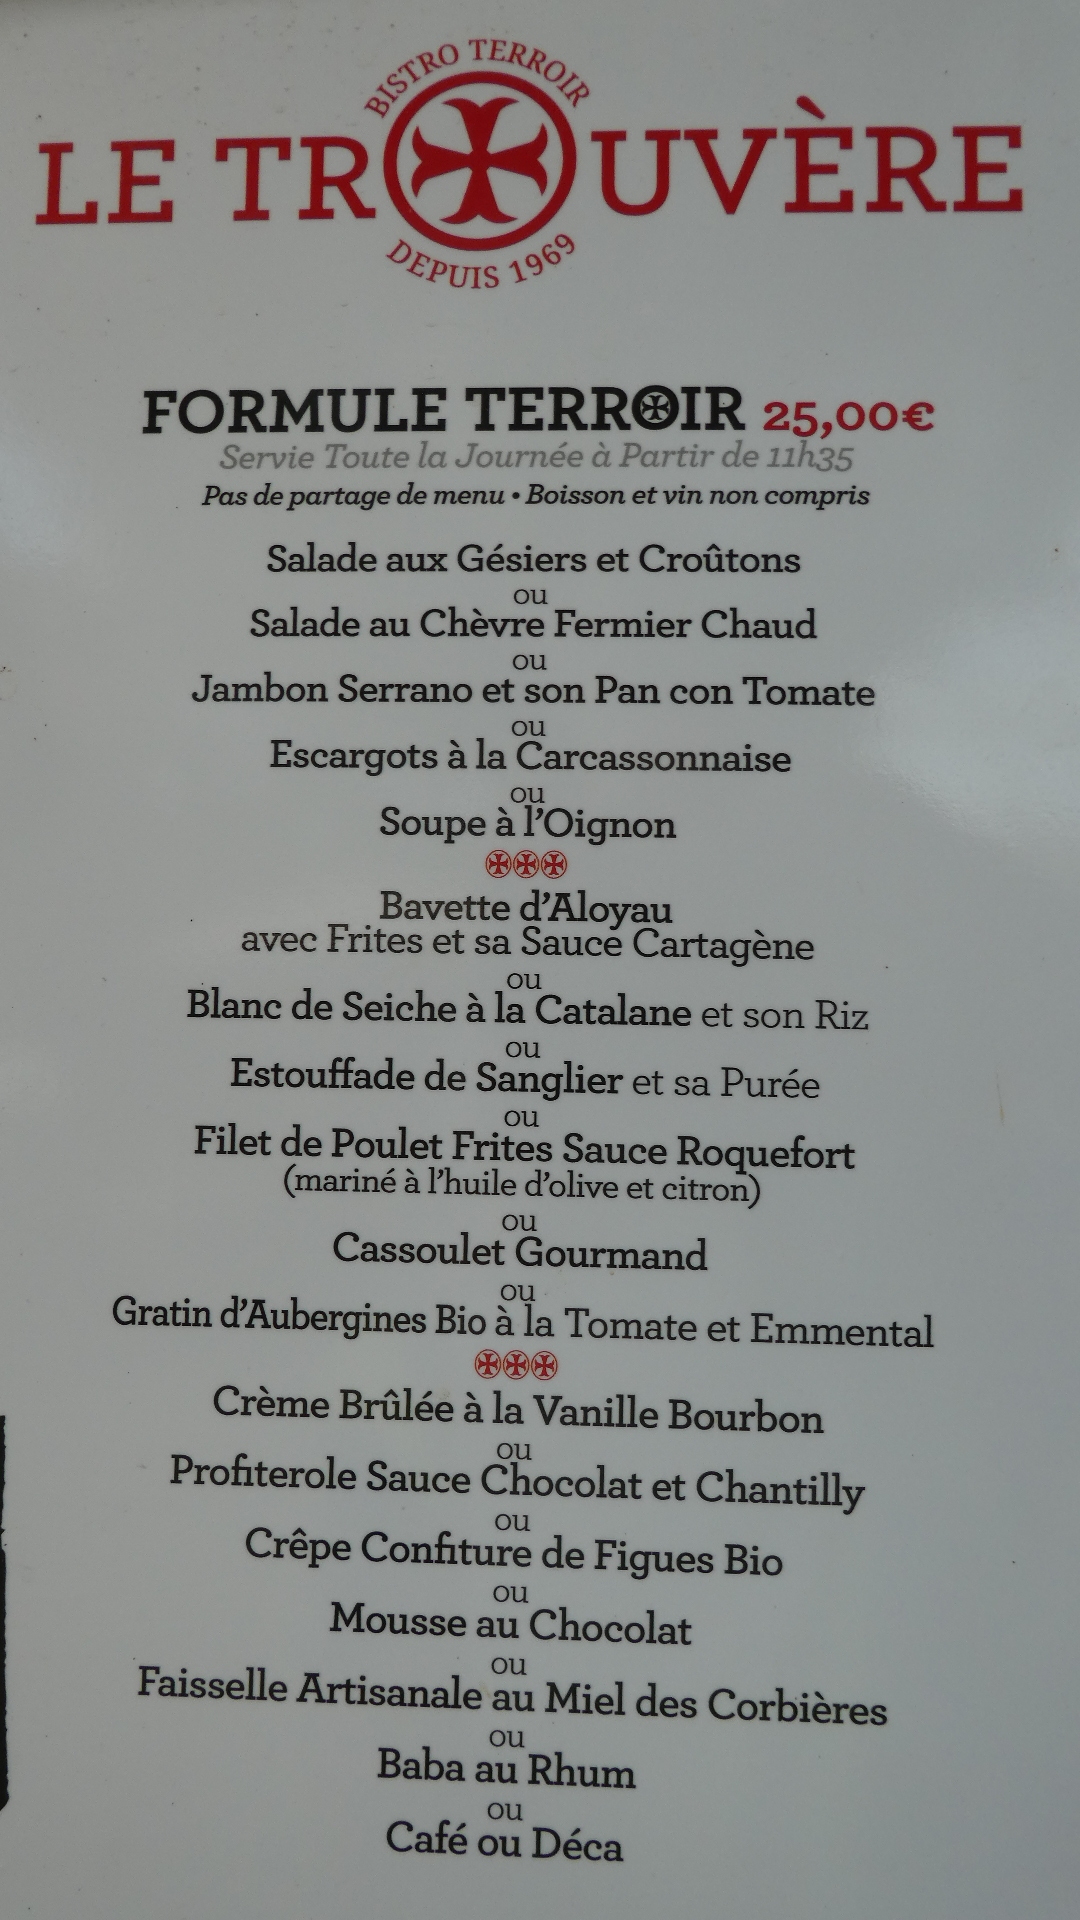 BISTRO TERROIR
LE TROUVÈRE
DEPUIS 1969
FORMULE TERROIR 25,00€
Servie Toute la Journée à Partir de 11h35
Pas de partage de menu • Boisson et vin non compris
Salade aux Gésiers et Croûtons
ou
Salade au Chèvre Fermier Chaud
ou
Jambon Serrano et son Pan con Tomate
ou
Escargots à la Carcassonnaise
ou
Soupe à l'Oignon
Bavette d'Aloyau
avec Frites et sa Sauce Cartagène
ou
Blanc de Seiche à la Catalane et son Riz
ou
Estouffade de Sanglier et sa Purée
ou
Filet de Poulet Frites Sauce Roquefort
(mariné à l'huile d'olive et citron)
ou
Cassoulet Gourmand
ou
Gratin d'Aubergines Bio à la Tomate et Emmental
Crème Brûlée à la Vanille Bourbon
ou
Profiterole Sauce Chocolat et Chantilly
ou
Crêpe Confiture de Figues Bio
ou
Mousse au Chocolat
ou
Faisselle Artisanale au Miel des Corbières
ou
Baba au Rhum
ou
Café ou Déca